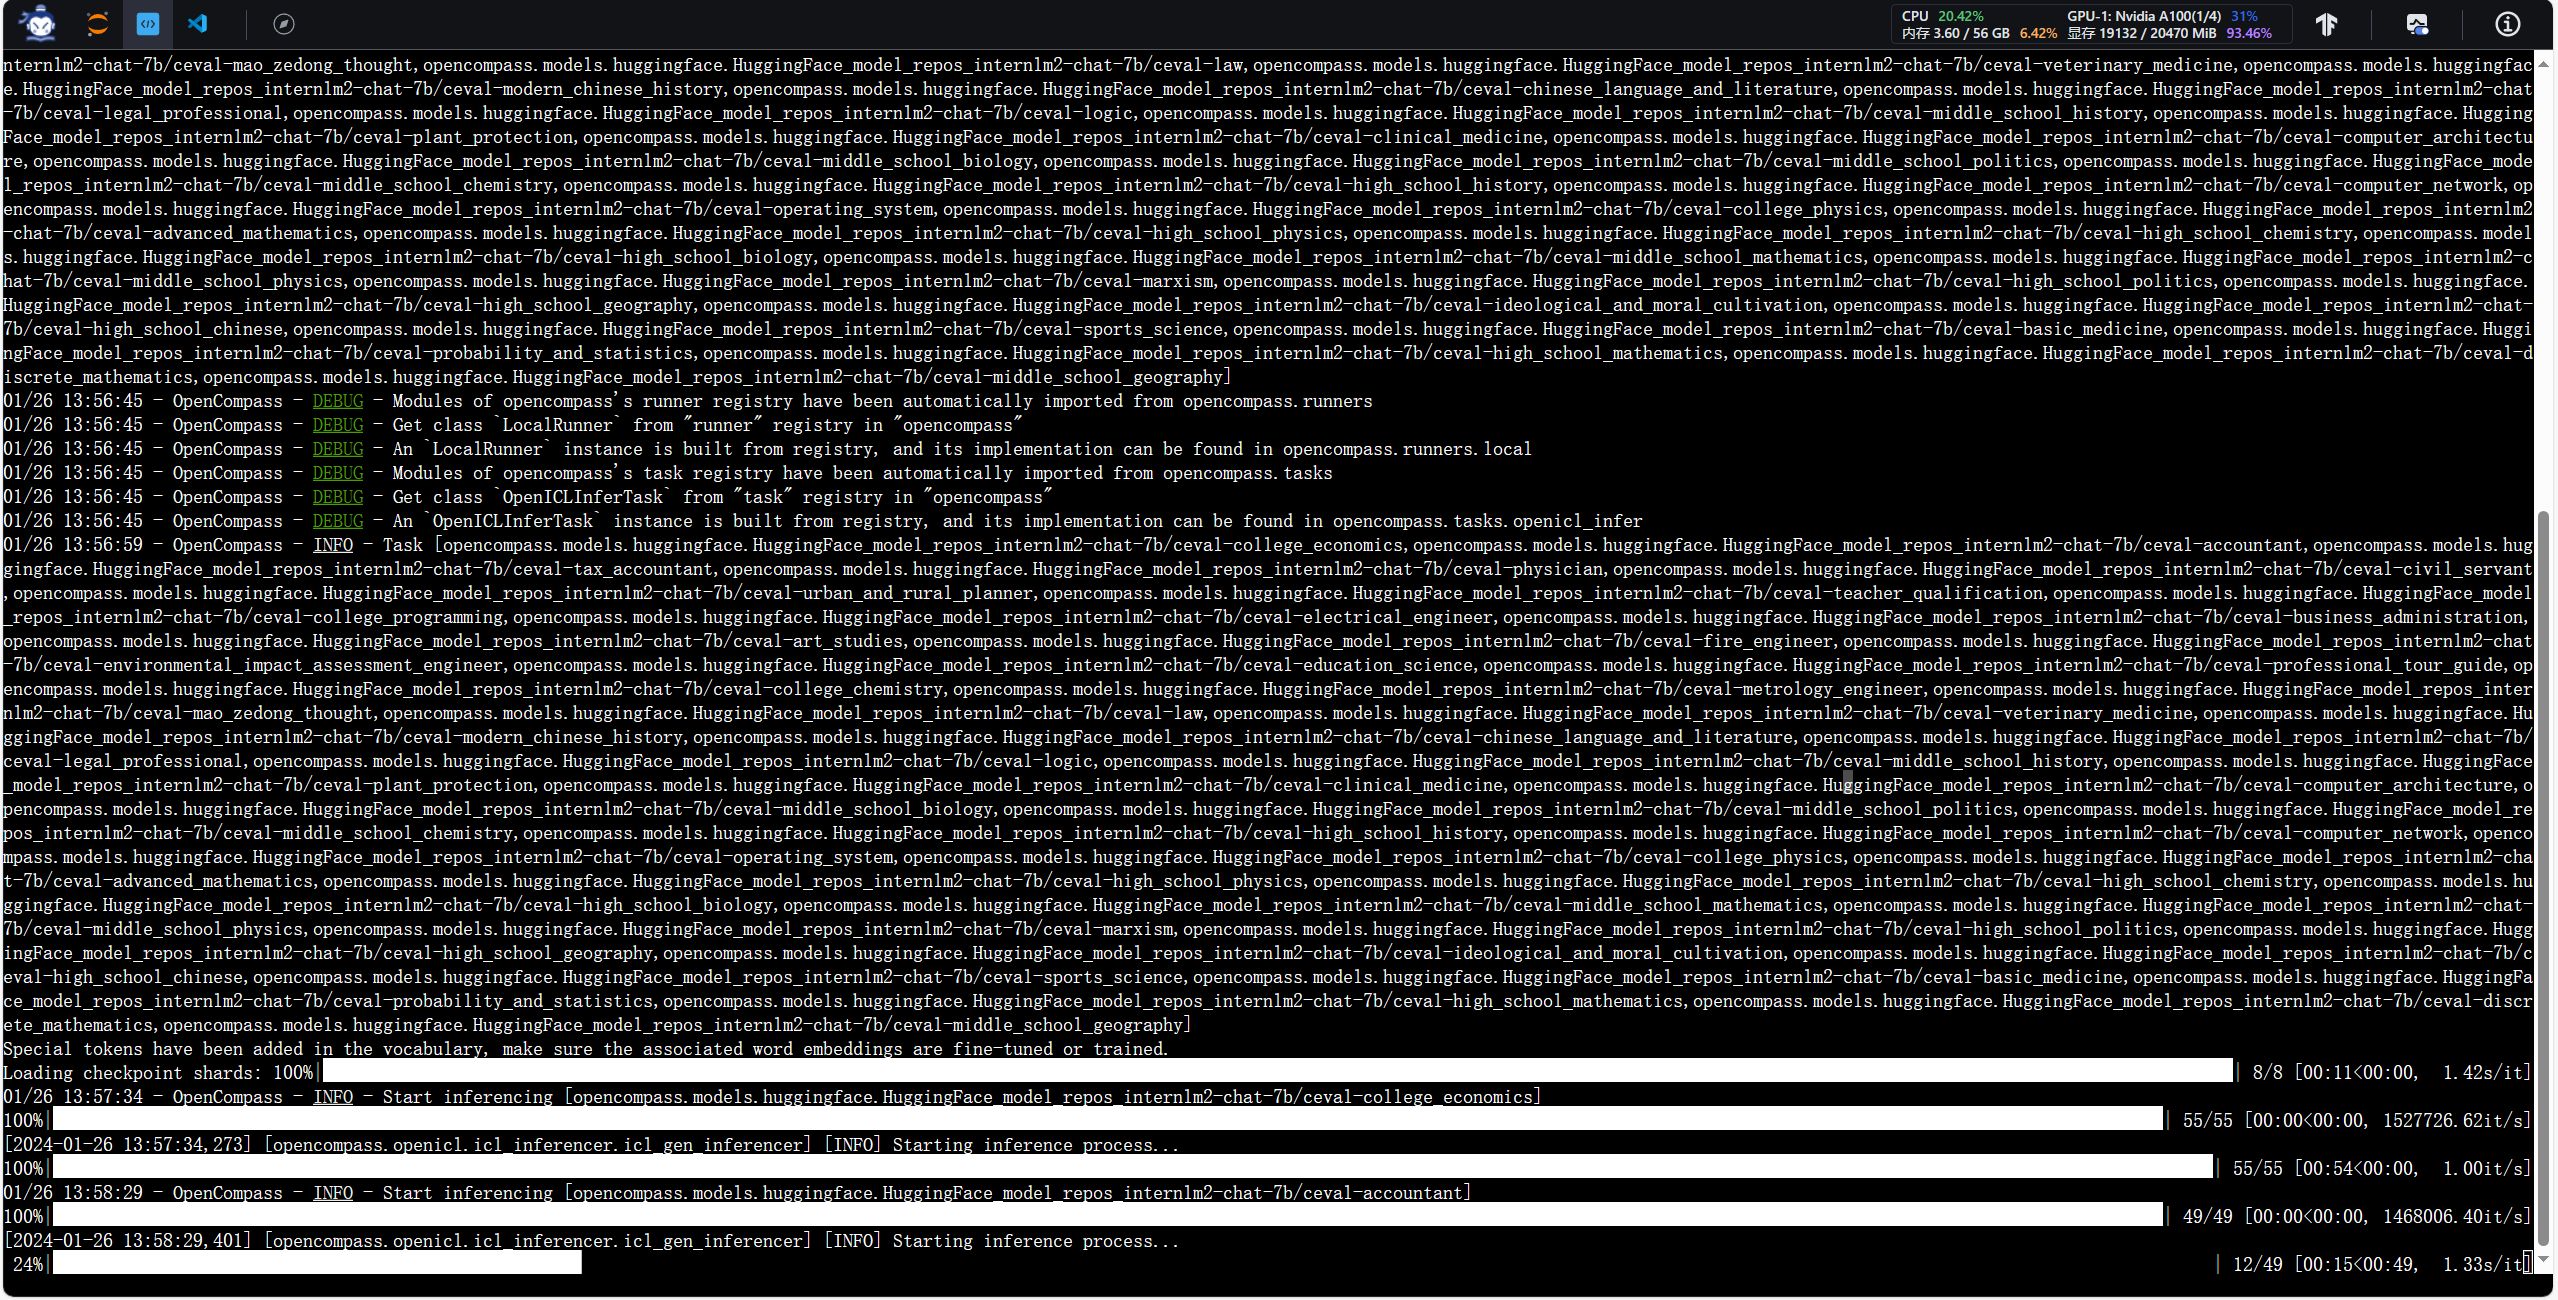 CPU 20.42% GPU-1: Nvidia A100(1/4) 31%
内存 3.60 / 56 GB 6.42% 显存 19132 / 20470 MiB 93.46%
nternlm2-chat-7b/ceval-mao_zedong_thought,opencompass.models.huggingface.HuggingFace_model_repos_internlm2-chat-7b/ceval-law,opencompass.models.huggingface.HuggingFace_model_repos_internlm2-chat-7b/ceval-veterinary_medicine,opencompass.models.huggingfac
e.HuggingFace_model_repos_internlm2-chat-7b/ceval-modern_chinese_history,opencompass.models.huggingface.HuggingFace_model_repos_internlm2-chat-7b/ceval-chinese_language_and_literature,opencompass.models.huggingface.HuggingFace_model_repos_internlm2-chat
-7b/ceval-legal_professional,opencompass.models.huggingface.HuggingFace_model_repos_internlm2-chat-7b/ceval-logic,opencompass.models.huggingface.HuggingFace_model_repos_internlm2-chat-7b/ceval-middle_school_history,opencompass.models.huggingface.Hugging
Face_model_repos_internlm2-chat-7b/ceval-plant_protection,opencompass.models.huggingface.HuggingFace_model_repos_internlm2-chat-7b/ceval-clinical_medicine,opencompass.models.huggingface.HuggingFace_model_repos_internlm2-chat-7b/ceval-computer_architectu
re,opencompass.models.huggingface.HuggingFace_model_repos_internlm2-chat-7b/ceval-middle_school_biology,opencompass.models.huggingface.HuggingFace_model_repos_internlm2-chat-7b/ceval-middle_school_politics,opencompass.models.huggingface.HuggingFace_mode
l_repos_internlm2-chat-7b/ceval-middle_school_chemistry,opencompass.models.huggingface.HuggingFace_model_repos_internlm2-chat-7b/ceval-high_school_history,opencompass.models.huggingface.HuggingFace_model_repos_internlm2-chat-7b/ceval-computer_network,op
encompass.models.huggingface.HuggingFace_model_repos_internlm2-chat-7b/ceval-operating_system,opencompass.models.huggingface.HuggingFace_model_repos_internlm2-chat-7b/ceval-college_physics,opencompass.models.huggingface.HuggingFace_model_repos_internlm2
-chat-7b/ceval-advanced_mathematics,opencompass.models.huggingface.HuggingFace_model_repos_internlm2-chat-7b/ceval-high_school_physics,opencompass.models.huggingface.HuggingFace_model_repos_internlm2-chat-7b/ceval-high_school_chemistry,opencompass.model
s.huggingface.HuggingFace_model_repos_internlm2-chat-7b/ceval-high_school_biology,opencompass.models.huggingface.HuggingFace_model_repos_internlm2-chat-7b/ceval-middle_school_mathematics,opencompass.models.huggingface.HuggingFace_model_repos_internlm2-c
hat-7b/ceval-middle_school_physics,opencompass.models.huggingface.HuggingFace_model_repos_internlm2-chat-7b/ceval-marxism,opencompass.models.huggingface.HuggingFace_model_repos_internlm2-chat-7b/ceval-high_school_politics,opencompass.models.huggingface.
HuggingFace_model_repos_internlm2-chat-7b/ceval-high_school_geography,opencompass.models.huggingface.HuggingFace_model_repos_internlm2-chat-7b/ceval-ideological_and_moral_cultivation,opencompass.models.huggingface.HuggingFace_model_repos_internlm2-chat-
7b/ceval-high_school_chinese,opencompass.models.huggingface.HuggingFace_model_repos_internlm2-chat-7b/ceval-sports_science,opencompass.models.huggingface.HuggingFace_model_repos_internlm2-chat-7b/ceval-basic_medicine,opencompass.models.huggingface.Huggi
ngFace_model_repos_internlm2-chat-7b/ceval-probability_and_statistics,opencompass.models.huggingface.HuggingFace_model_repos_internlm2-chat-7b/ceval-high_school_mathematics,opencompass.models.huggingface.HuggingFace_model_repos_internlm2-chat-7b/ceval-d
iscrete_mathematics,opencompass.models.huggingface.HuggingFace_model_repos_internlm2-chat-7b/ceval-middle_school_geography]
01/26 13:56:45 - OpenCompass - DEBUG - Modules of opencompass's runner registry have been automatically imported from opencompass.runners
01/26 13:56:45 - OpenCompass - DEBUG - Get class `LocalRunner` from "runner" registry in "opencompass"
01/26 13:56:45 - OpenCompass - DEBUG - An `LocalRunner` instance is built from registry, and its implementation can be found in opencompass.runners.local
01/26 13:56:45 - OpenCompass - DEBUG - Modules of opencompass's task registry have been automatically imported from opencompass.tasks
01/26 13:56:45 - OpenCompass - DEBUG - Get class `OpenICLInferTask` from "task" registry in "opencompass"
01/26 13:56:45 - OpenCompass - DEBUG - An `OpenICLInferTask` instance is built from registry, and its implementation can be found in opencompass.tasks.openicl_infer
01/26 13:56:59 - OpenCompass - INFO - Task [opencompass.models.huggingface.HuggingFace_model_repos_internlm2-chat-7b/ceval-college_economics,opencompass.models.huggingface.HuggingFace_model_repos_internlm2-chat-7b/ceval-accountant,opencompass.models.hug
gingface.HuggingFace_model_repos_internlm2-chat-7b/ceval-tax_accountant,opencompass.models.huggingface.HuggingFace_model_repos_internlm2-chat-7b/ceval-physician,opencompass.models.huggingface.HuggingFace_model_repos_internlm2-chat-7b/ceval-civil_servant
,opencompass.models.huggingface.HuggingFace_model_repos_internlm2-chat-7b/ceval-urban_and_rural_planner,opencompass.models.huggingface.HuggingFace_model_repos_internlm2-chat-7b/ceval-teacher_qualification,opencompass.models.huggingface.HuggingFace_model
_repos_internlm2-chat-7b/ceval-college_programming,opencompass.models.huggingface.HuggingFace_model_repos_internlm2-chat-7b/ceval-electrical_engineer,opencompass.models.huggingface.HuggingFace_model_repos_internlm2-chat-7b/ceval-business_administration,
opencompass.models.huggingface.HuggingFace_model_repos_internlm2-chat-7b/ceval-art_studies,opencompass.models.huggingface.HuggingFace_model_repos_internlm2-chat-7b/ceval-fire_engineer,opencompass.models.huggingface.HuggingFace_model_repos_internlm2-chat
-7b/ceval-environmental_impact_assessment_engineer,opencompass.models.huggingface.HuggingFace_model_repos_internlm2-chat-7b/ceval-education_science,opencompass.models.huggingface.HuggingFace_model_repos_internlm2-chat-7b/ceval-professional_tour_guide,op
encompass.models.huggingface.HuggingFace_model_repos_internlm2-chat-7b/ceval-college_chemistry,opencompass.models.huggingface.HuggingFace_model_repos_internlm2-chat-7b/ceval-metrology_engineer,opencompass.models.huggingface.HuggingFace_model_repos_inter
nlm2-chat-7b/ceval-mao_zedong_thought,opencompass.models.huggingface.HuggingFace_model_repos_internlm2-chat-7b/ceval-law,opencompass.models.huggingface.HuggingFace_model_repos_internlm2-chat-7b/ceval-veterinary_medicine,opencompass.models.huggingface.Hu
ggingFace_model_repos_internlm2-chat-7b/ceval-modern_chinese_history,opencompass.models.huggingface.HuggingFace_model_repos_internlm2-chat-7b/ceval-chinese_language_and_literature,opencompass.models.huggingface.HuggingFace_model_repos_internlm2-chat-7b/
ceval-legal_professional,opencompass.models.huggingface.HuggingFace_model_repos_internlm2-chat-7b/ceval-logic,opencompass.models.huggingface.HuggingFace_model_repos_internlm2-chat-7b/ceval-middle_school_history,opencompass.models.huggingface.HuggingFace
_model_repos_internlm2-chat-7b/ceval-plant_protection,opencompass.models.huggingface.HuggingFace_model_repos_internlm2-chat-7b/ceval-clinical_medicine,opencompass.models.huggingface.HuggingFace_model_repos_internlm2-chat-7b/ceval-computer_architecture,o
pencompass.models.huggingface.HuggingFace_model_repos_internlm2-chat-7b/ceval-middle_school_biology,opencompass.models.huggingface.HuggingFace_model_repos_internlm2-chat-7b/ceval-middle_school_politics,opencompass.models.huggingface.HuggingFace_model_re
pos_internlm2-chat-7b/ceval-middle_school_chemistry,opencompass.models.huggingface.HuggingFace_model_repos_internlm2-chat-7b/ceval-high_school_history,opencompass.models.huggingface.HuggingFace_model_repos_internlm2-chat-7b/ceval-computer_network,openco
mpass.models.huggingface.HuggingFace_model_repos_internlm2-chat-7b/ceval-operating_system,opencompass.models.huggingface.HuggingFace_model_repos_internlm2-chat-7b/ceval-college_physics,opencompass.models.huggingface.HuggingFace_model_repos_internlm2-cha
t-7b/ceval-advanced_mathematics,opencompass.models.huggingface.HuggingFace_model_repos_internlm2-chat-7b/ceval-high_school_physics,opencompass.models.huggingface.HuggingFace_model_repos_internlm2-chat-7b/ceval-high_school_chemistry,opencompass.models.hu
ggingface.HuggingFace_model_repos_internlm2-chat-7b/ceval-high_school_biology,opencompass.models.huggingface.HuggingFace_model_repos_internlm2-chat-7b/ceval-middle_school_mathematics,opencompass.models.huggingface.HuggingFace_model_repos_internlm2-chat-
7b/ceval-middle_school_physics,opencompass.models.huggingface.HuggingFace_model_repos_internlm2-chat-7b/ceval-marxism,opencompass.models.huggingface.HuggingFace_model_repos_internlm2-chat-7b/ceval-high_school_politics,opencompass.models.huggingface.Hugg
ingFace_model_repos_internlm2-chat-7b/ceval-high_school_geography,opencompass.models.huggingface.HuggingFace_model_repos_internlm2-chat-7b/ceval-ideological_and_moral_cultivation,opencompass.models.huggingface.HuggingFace_model_repos_internlm2-chat-7b/c
eval-high_school_chinese,opencompass.models.huggingface.HuggingFace_model_repos_internlm2-chat-7b/ceval-sports_science,opencompass.models.huggingface.HuggingFace_model_repos_internlm2-chat-7b/ceval-basic_medicine,opencompass.models.huggingface.HuggingFa
ce_model_repos_internlm2-chat-7b/ceval-probability_and_statistics,opencompass.models.huggingface.HuggingFace_model_repos_internlm2-chat-7b/ceval-high_school_mathematics,opencompass.models.huggingface.HuggingFace_model_repos_internlm2-chat-7b/ceval-discr
ete_mathematics,opencompass.models.huggingface.HuggingFace_model_repos_internlm2-chat-7b/ceval-middle_school_geography]
Special tokens have been added in the vocabulary, make sure the associated word embeddings are fine-tuned or trained.
Loading checkpoint shards: 100%| | 8/8 [00:11<00:00, 1.42s/it]
01/26 13:57:34 - OpenCompass - INFO - Start inferencing [opencompass.models.huggingface.HuggingFace_model_repos_internlm2-chat-7b/ceval-college_economics]
100%| | 55/55 [00:00<00:00, 1527726.62it/s]
[2024-01-26 13:57:34,273] [opencompass.openicl.icl_inferencer.icl_gen_inferencer] [INFO] Starting inference process...
100%| | 55/55 [00:54<00:00, 1.00it/s]
01/26 13:58:29 - OpenCompass - INFO - Start inferencing [opencompass.models.huggingface.HuggingFace_model_repos_internlm2-chat-7b/ceval-accountant]
100%| | 49/49 [00:00<00:00, 1468006.40it/s]
[2024-01-26 13:58:29,401] [opencompass.openicl.icl_inferencer.icl_gen_inferencer] [INFO] Starting inference process...
24%| | 12/49 [00:15<00:49, 1.33s/it]